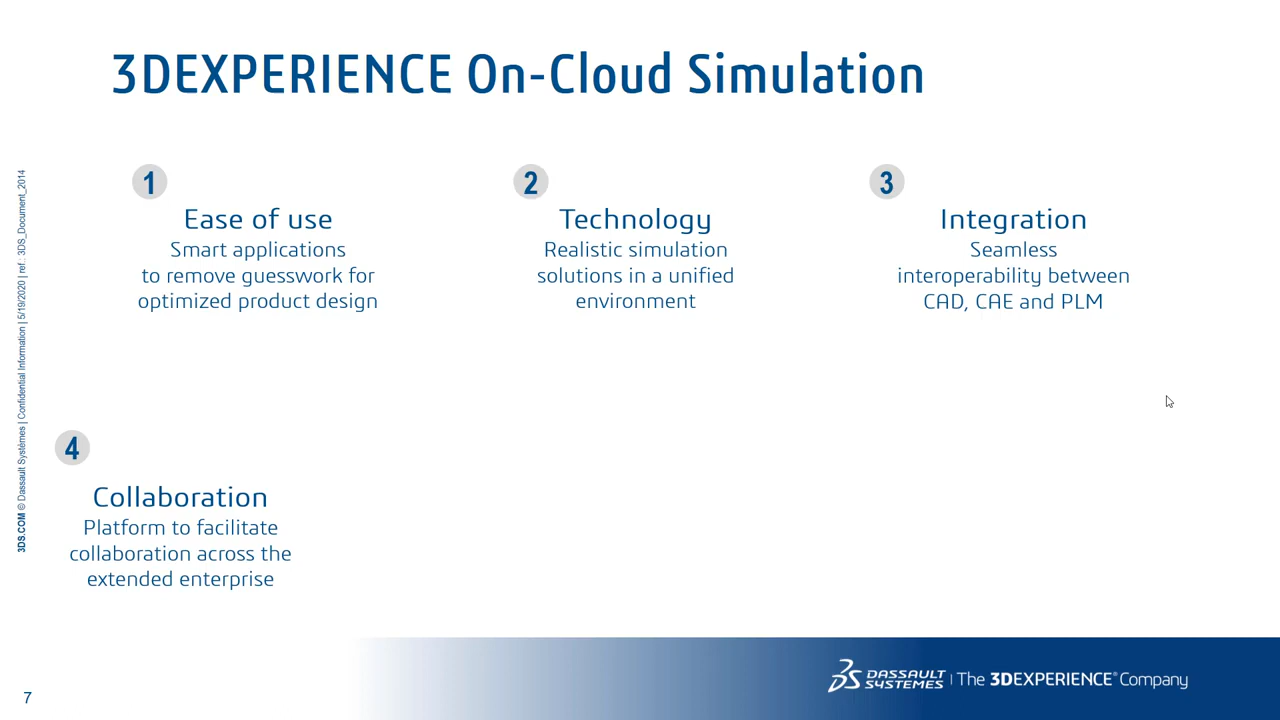 3DEXPERIENCE On-Cloud Simulation
1
Ease of use
Smart applications
to remove guesswork for
optimized product design
2
Technology
Realistic simulation
solutions in a unified
environment
3
Integration
Seamless
interoperability between
CAD, CAE and PLM
4
Collaboration
Platform to facilitate
collaboration across the
extended enterprise
3DS.COM © Dassault Systèmes | Confidential Information | 5/19/2020 | ref.: 3DS_Document_2014
7
DASSAULT
SYSTEMES | The 3DEXPERIENCE® Company